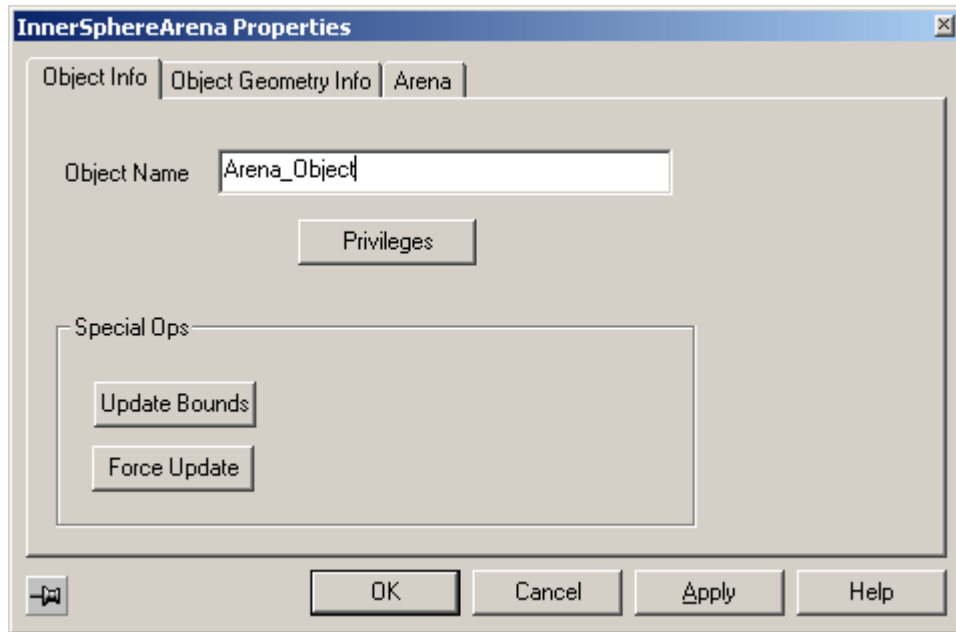 InnerSphereArena Properties
Object Info Object Geometry Info Arena
Object Name Arena_Object
Privileges
Special Ops
Update Bounds
Force Update
OK Cancel Apply Help